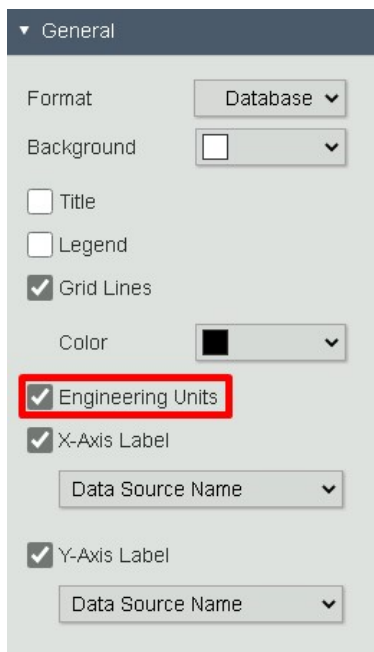 General
Format Database
Background
Title
Legend
Grid Lines
Color
Engineering Units
X-Axis Label
Data Source Name
Y-Axis Label
Data Source Name